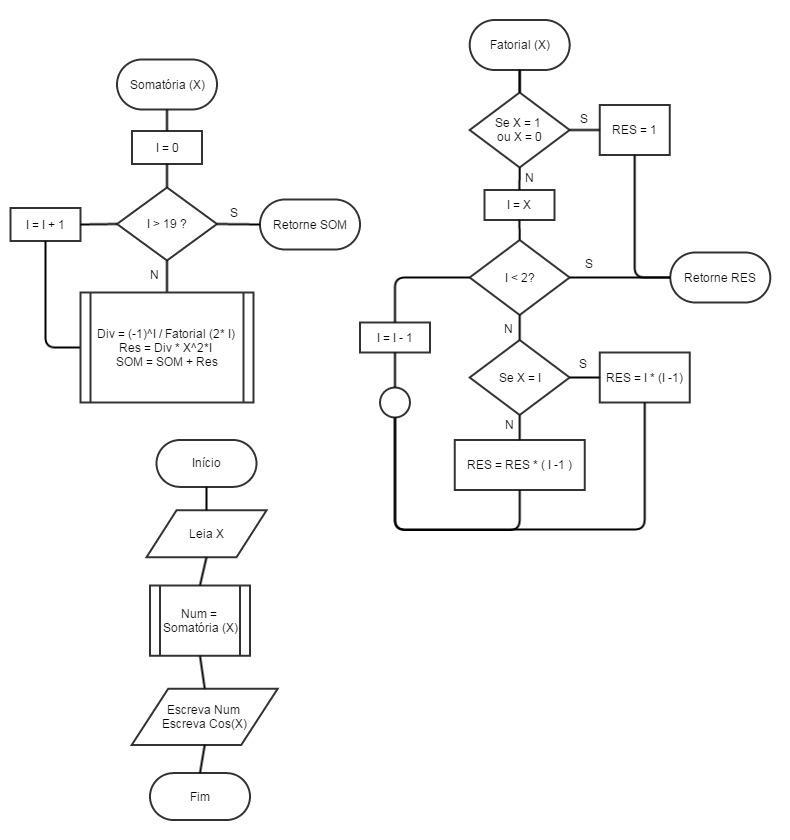 Somatória (X)
I = 0
I > 19 ?
S
Retorne SOM
I = I + 1
N
Div = (-1)^I / Fatorial (2* I)
Res = Div * X^2*I
SOM = SOM + Res
Fatorial (X)
Se X = 1
ou X = 0
S
RES = 1
N
I = X
I < 2?
S
Retorne RES
I = I - 1
N
Se X = I
S
RES = I * (I -1)
N
RES = RES * ( I -1 )
Início
Leia X
Num =
Somatória (X)
Escreva Num
Escreva Cos(X)
Fim